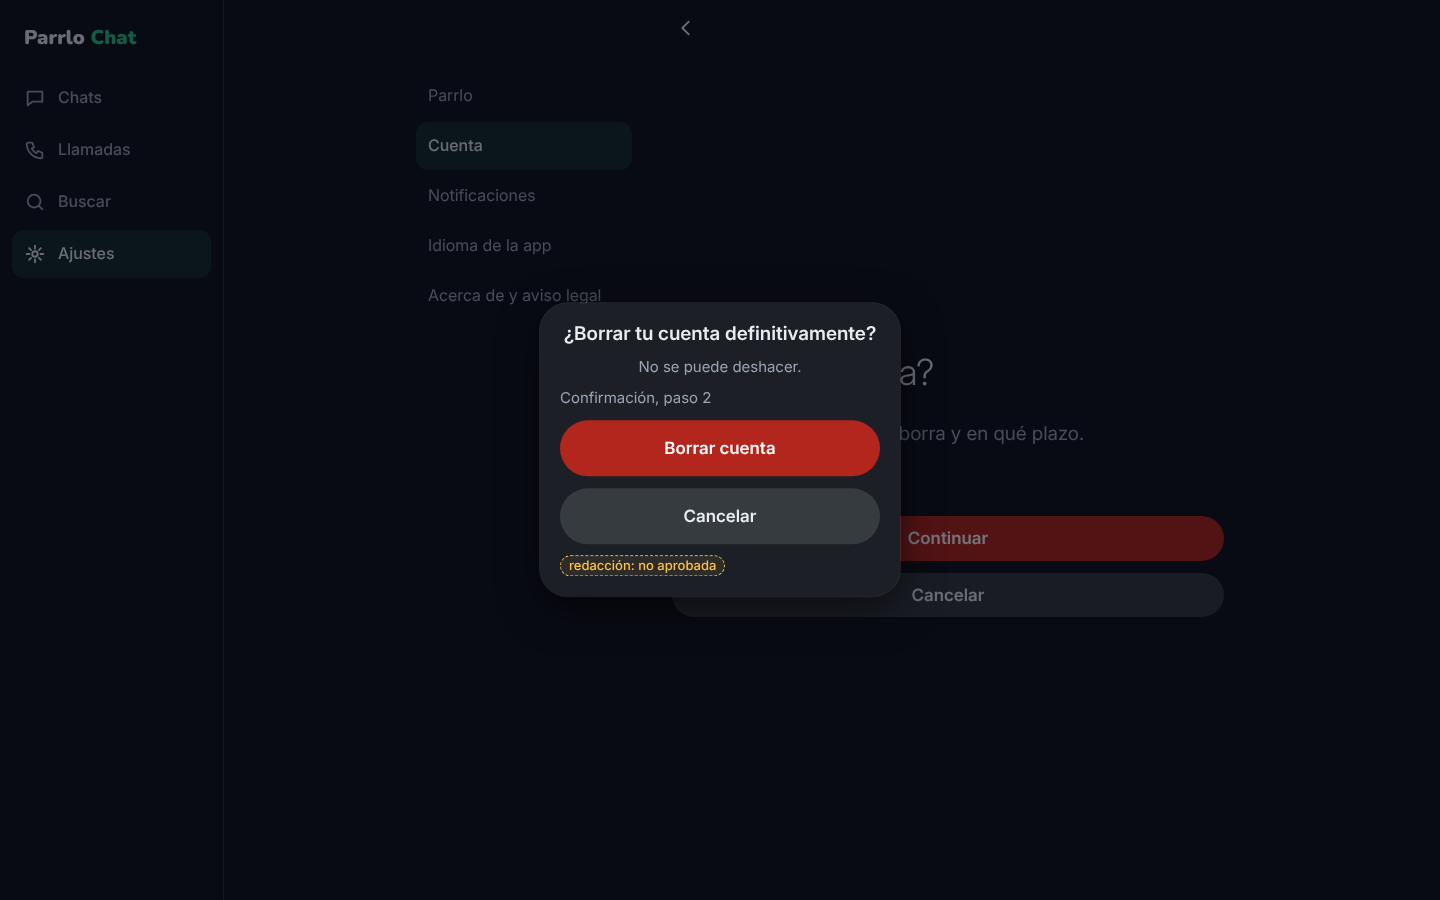 Parrlo Chat
Chats
Llamadas
Buscar
Ajustes
Parrlo
Cuenta
Notificaciones
Idioma de la app
Acerca de y aviso legal
¿Borrar tu cuenta definitivamente?
No se puede deshacer.
Confirmación, paso 2
Borrar cuenta
Cancelar
redacción: no aprobada
a?
borra y en qué plazo.
Continuar
Cancelar